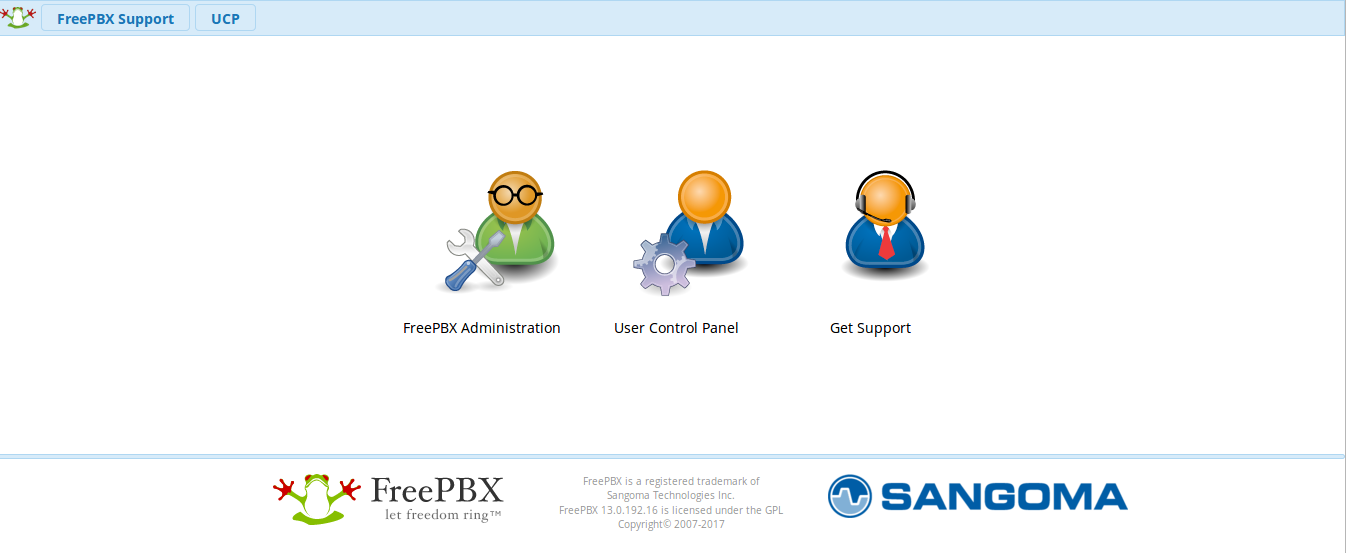 FreePBX Support
UCP
FreePBX Administration
User Control Panel
Get Support
FreePBX
let freedom ring™
FreePBX is a registered trademark of
Sangoma Technologies Inc.
FreePBX 13.0.192.16 is licensed under the GPL
Copyright© 2007-2017
SANGOMA